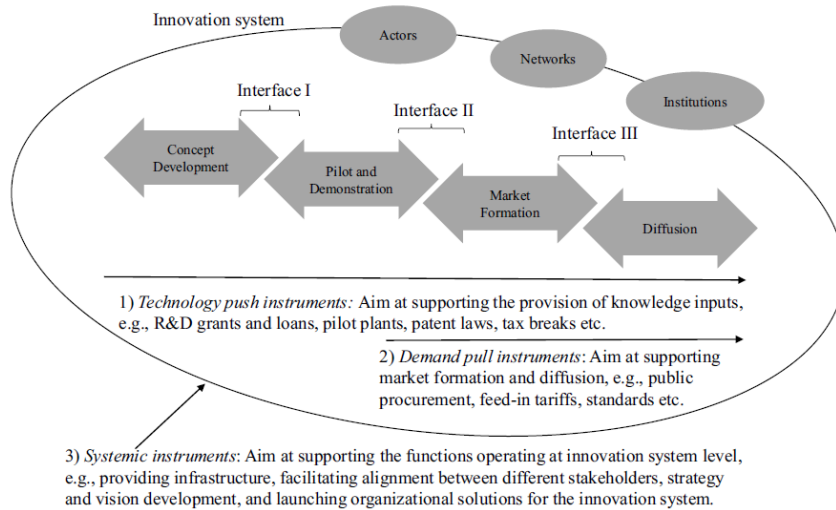 Innovation system
Actors
Networks
Institutions
Interface I
Interface II
Interface III
Concept
Development
Pilot and
Demonstration
Market
Formation
Diffusion
1) Technology push instruments: Aim at supporting the provision of knowledge inputs,
e.g., R&D grants and loans, pilot plants, patent laws, tax breaks etc.
2) Demand pull instruments: Aim at supporting
market formation and diffusion, e.g., public
procurement, feed-in tariffs, standards etc.
3) Systemic instruments: Aim at supporting the functions operating at innovation system level,
e.g., providing infrastructure, facilitating alignment between different stakeholders, strategy
and vision development, and launching organizational solutions for the innovation system.